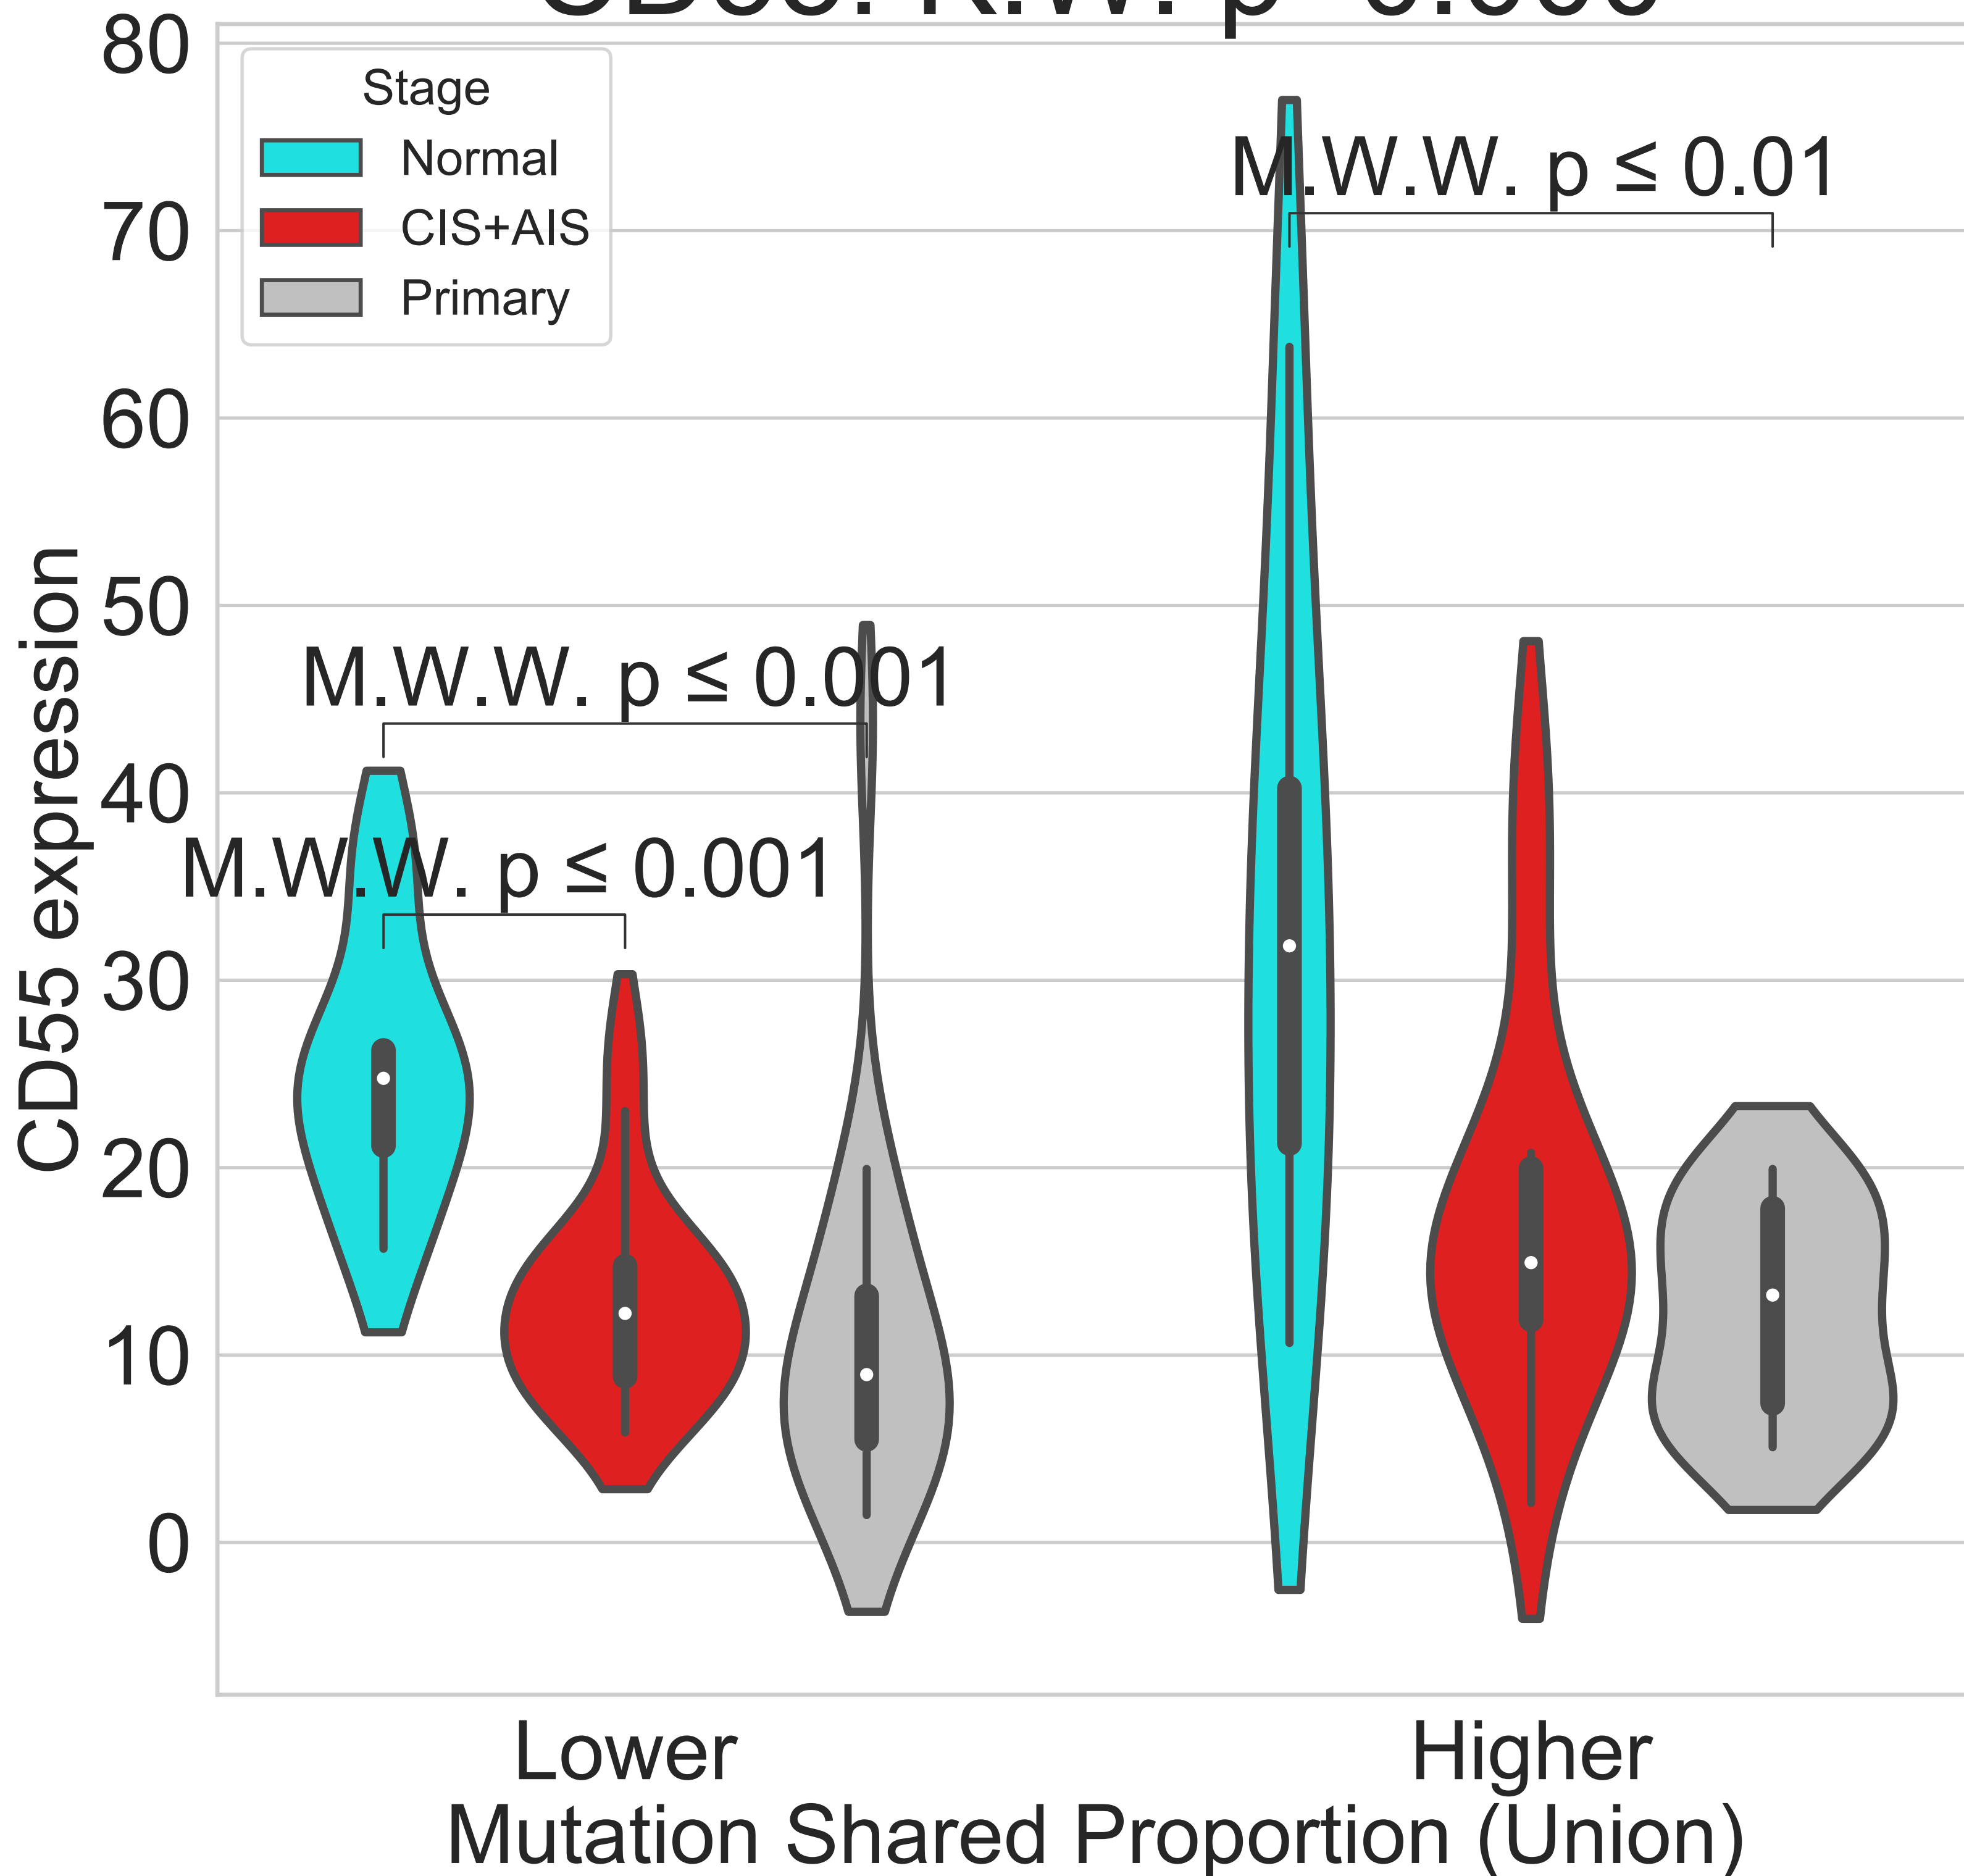 80
Stage
Normal
CIS+AIS
Primary
M.W.W. p ≤ 0.01
70
60
50
M.W.W. p ≤ 0.001
40
M.W.W. p ≤ 0.001
30
20
10
0
CD55 expression
Lower
Higher
Mutation Shared Proportion (Union)